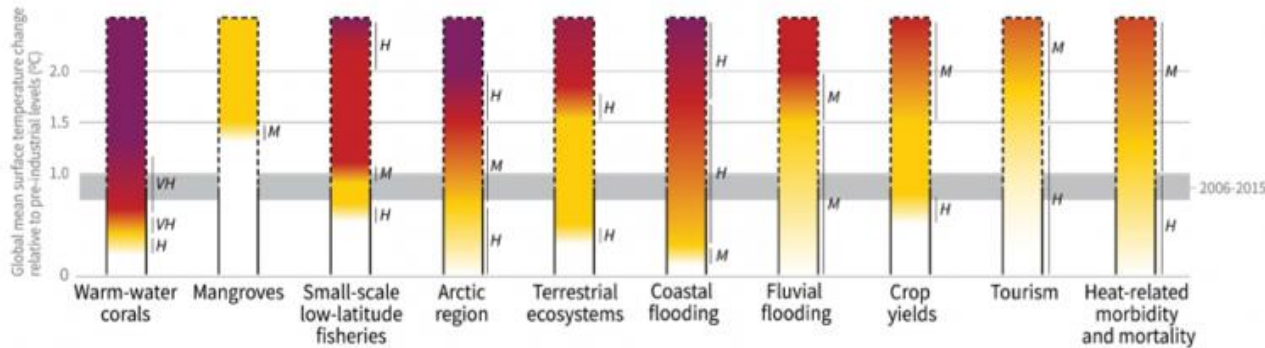 Global mean surface temperature change
relative to pre-industrial levels (ºC)
2.0
1.5
1.0
0
2006-2015
VH
VH
H
M
H
M
H
H
M
H
H
H
H
H
M
M
M
M
H
M
H
M
H
Warm-water
corals
Mangroves
Small-scale
low-latitude
fisheries
Arctic
region
Terrestrial
ecosystems
Coastal
flooding
Fluvial
flooding
Crop
yields
Tourism
Heat-related
morbidity
and mortality